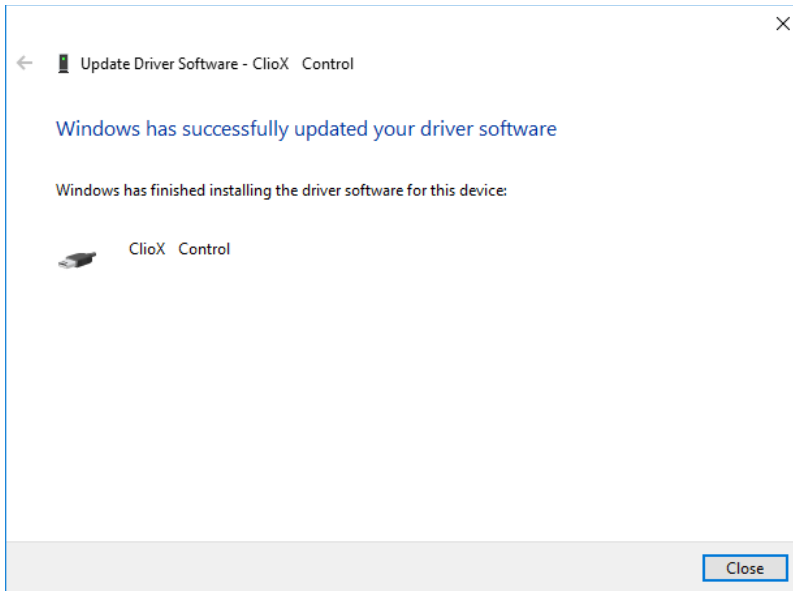 Update Driver Software - ClioX   Control
Windows has successfully updated your driver software
Windows has finished installing the driver software for this device:
ClioX   Control
Close